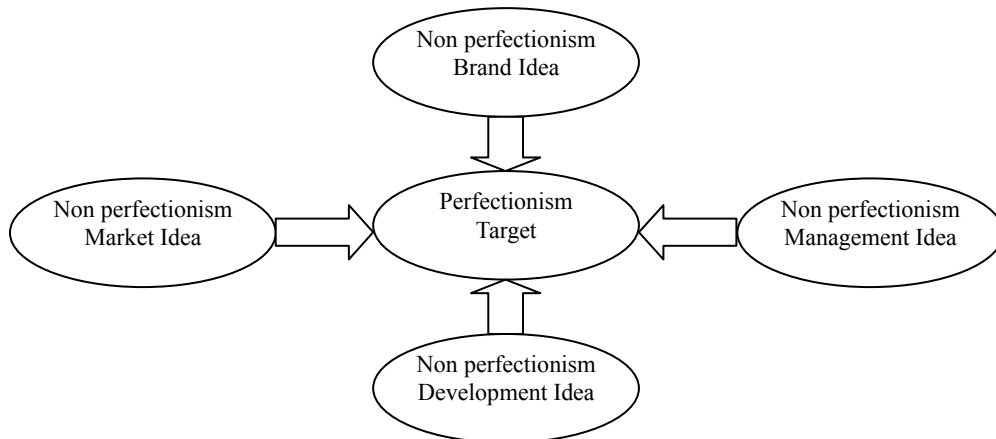 Non perfectionism
Brand Idea
Non perfectionism
Market Idea
Perfectionism
Target
Non perfectionism
Management Idea
Non perfectionism
Development Idea